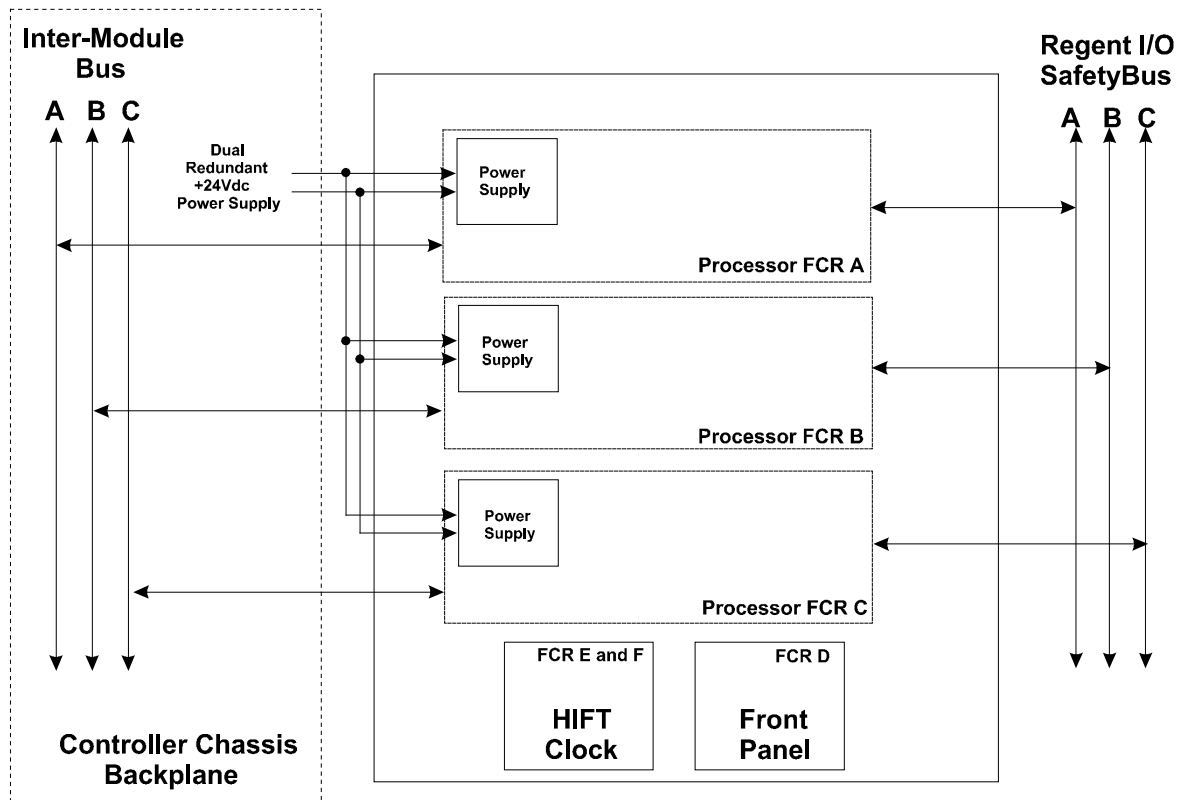 Inter-Module
Bus
A B C
Dual
Redundant
+24Vdc
Power Supply
Power
Supply
Processor FCR A
Power
Supply
Processor FCR B
Power
Supply
Processor FCR C
FCR E and F
HIFT
Clock
FCR D
Front
Panel
Regent I/O
SafetyBus
A B C
Controller Chassis
Backplane